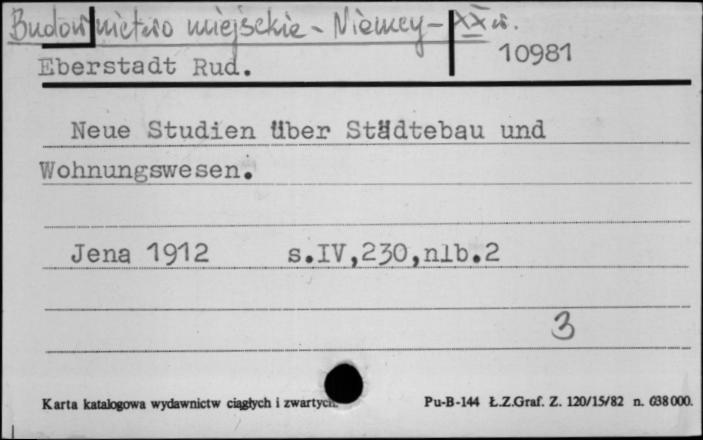 Budownictwo miejskie - Niemcy - XX w.
10981
Eberstadt Rud.
Neue Studien über Städtebau und
Wohnungswesen.
Jena 1912 s.IV,230,nlb.2
3
Karta katalogowa wydawnictw ciągłych i zwartych. Pu-B-144 Ł.Z.Graf. Z. 120/15/82 n. 638000.